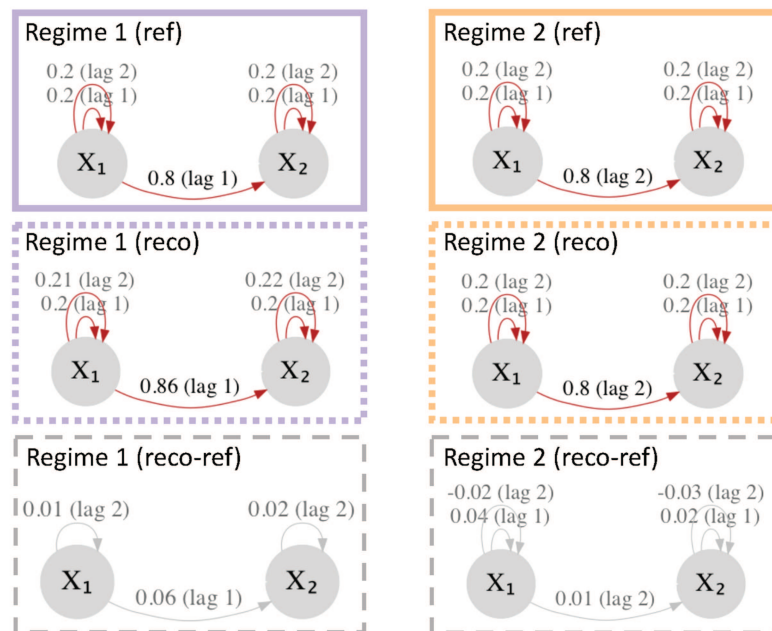 Regime 1 (ref)
0.2 (lag 2)
0.2 (lag 1)
0.2 (lag 2)
0.2 (lag 1)
X₁
X₂
0.8 (lag 1)
Regime 2 (ref)
0.2 (lag 2)
0.2 (lag 1)
0.2 (lag 2)
0.2 (lag 1)
X₁
X₂
0.8 (lag 2)
Regime 1 (reco)
0.21 (lag 2)
0.2 (lag 1)
0.22 (lag 2)
0.2 (lag 1)
X₁
X₂
0.86 (lag 1)
Regime 2 (reco)
0.2 (lag 2)
0.2 (lag 1)
0.2 (lag 2)
0.2 (lag 1)
X₁
X₂
0.8 (lag 2)
Regime 1 (reco-ref)
0.01 (lag 2)
0.02 (lag 2)
X₁
X₂
0.06 (lag 1)
Regime 2 (reco-ref)
-0.02 (lag 2)
0.04 (lag 1)
-0.03 (lag 2)
0.02 (lag 1)
X₁
X₂
0.01 (lag 2)